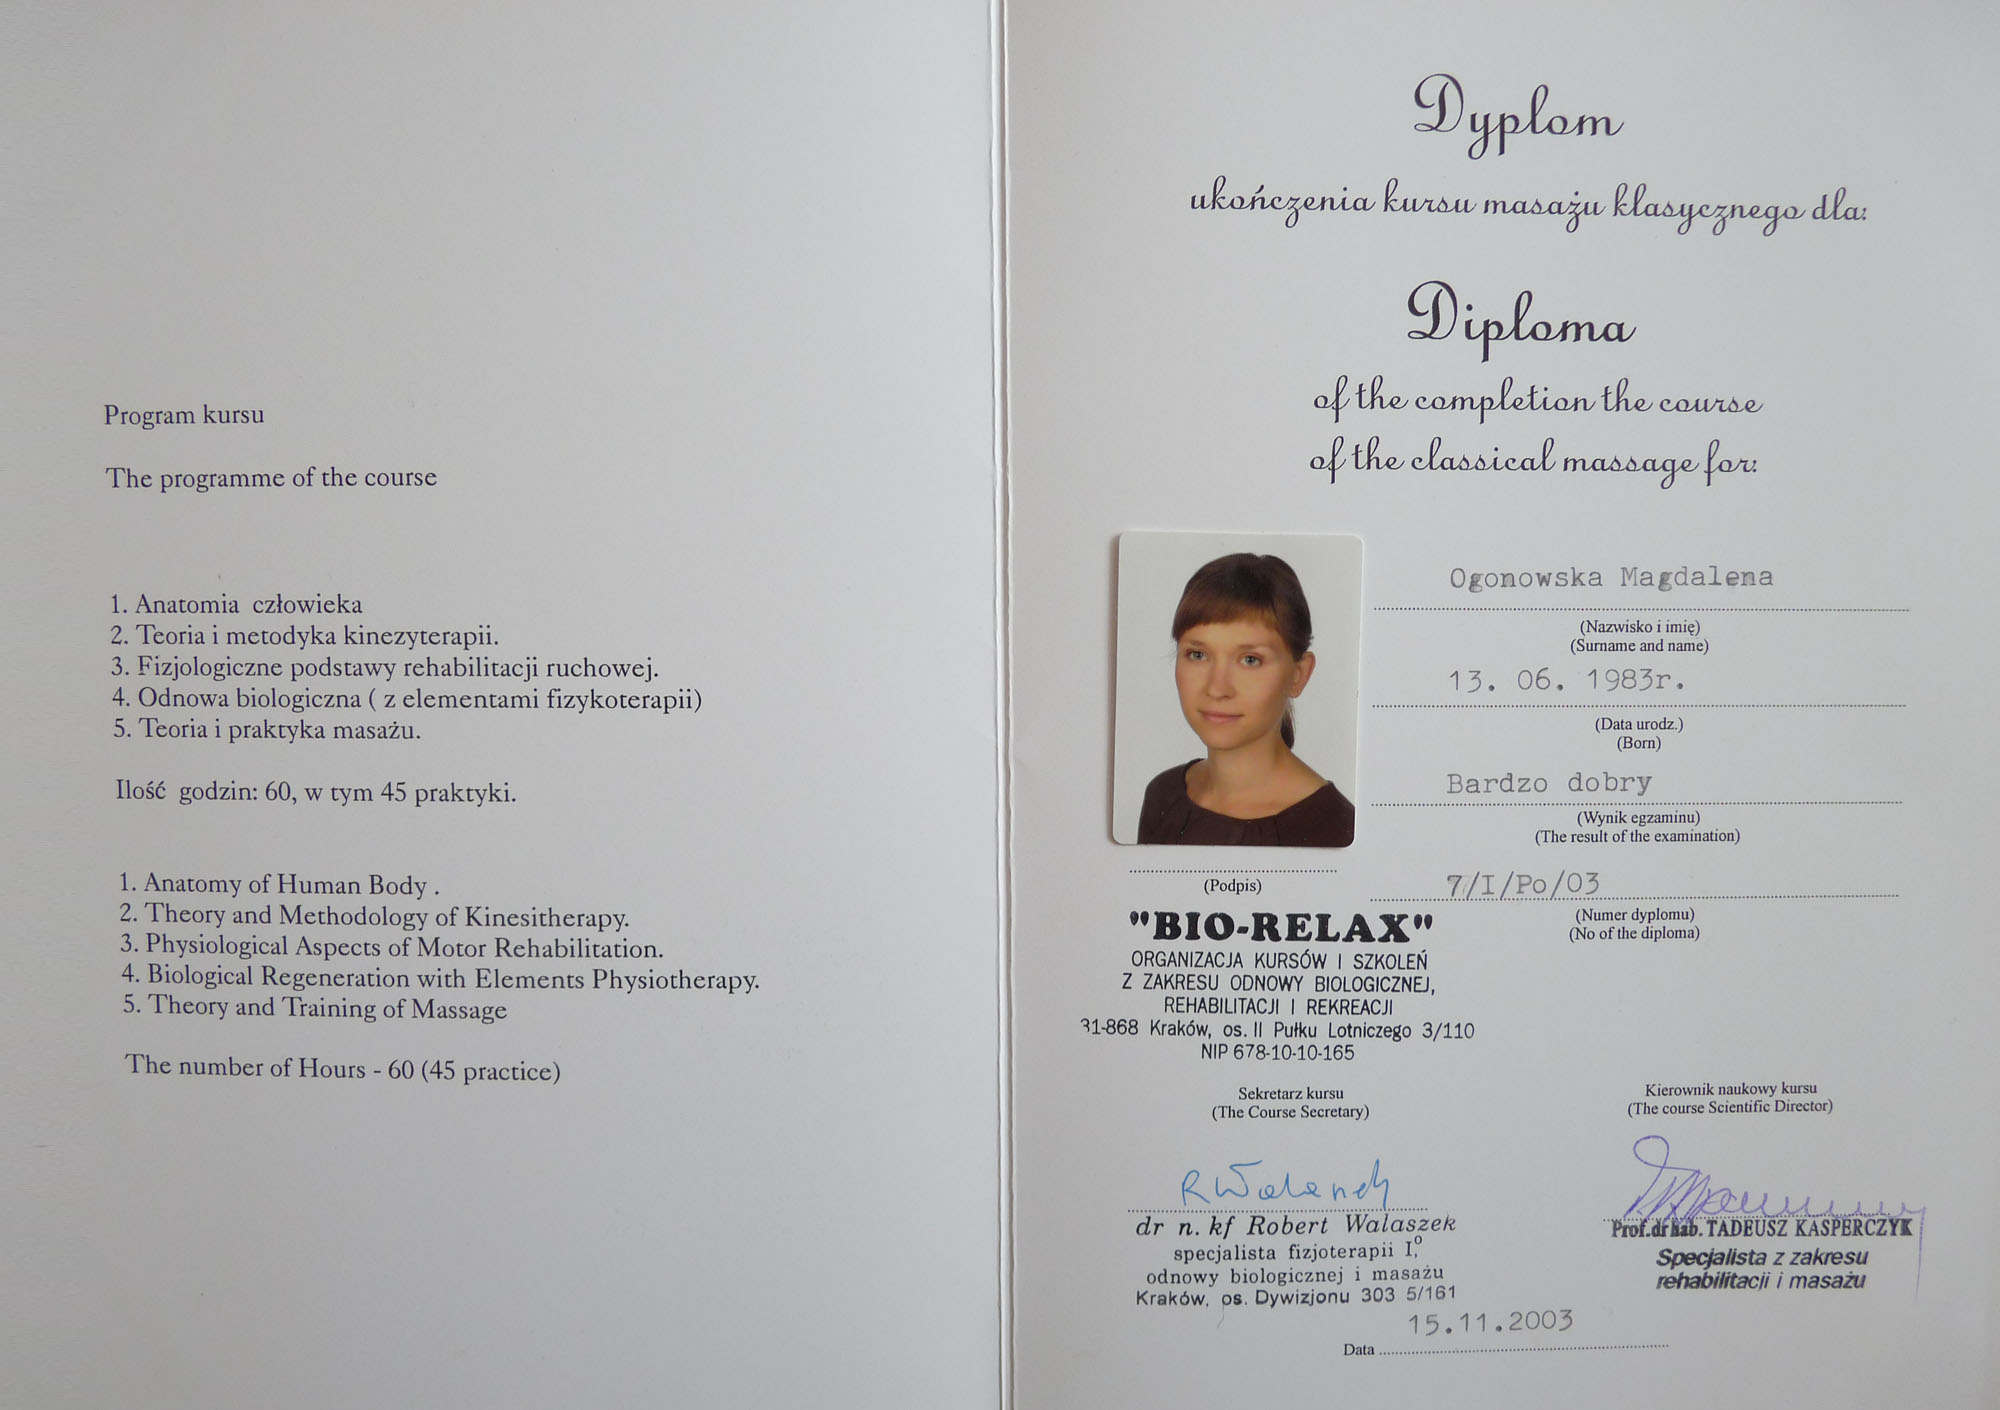 Program kursu
The programme of the course
1. Anatomia człowieka
2. Teoria i metodyka kinezyterapii.
3. Fizjologiczne podstawy rehabilitacji ruchowej.
4. Odnowa biologiczna ( z elementami fizykoterapii)
5. Teoria i praktyka masażu.
Ilość godzin: 60, w tym 45 praktyki.
1. Anatomy of Human Body .
2. Theory and Methodology of Kinesitherapy.
3. Physiological Aspects of Motor Rehabilitation.
4. Biological Regeneration with Elements Physiotherapy.
5. Theory and Training of Massage
The number of Hours - 60 (45 practice)
Dyplom
ukończenia kursu masażu klasycznego dla:
Diploma
of the completion the course
of the classical massage for:
Ogonowska Magdalena
(Nazwisko i imię)
(Surname and name)
13. 06. 1983r.
(Data urodz.)
(Born)
Bardzo dobry
(Wynik egzaminu)
(The result of the examination)
7/I/Po/03
(Numer dyplomu)
(No of the diploma)
(Podpis)
"BIO-RELAX"
ORGANIZACJA KURSÓW I SZKOLEŃ
Z ZAKRESU ODNOWY BIOLOGICZNEJ,
REHABILITACJI I REKREACJI
31-868 Kraków, os. II Pułku Lotniczego 3/110
NIP 678-10-10-165
Sekretarz kursu
(The Course Secretary)
R Walaszek
dr n. kf Robert Walaszek
specjalista fizjoterapii I°,
odnowy biologicznej i masażu
Kraków, os. Dywizjonu 303 5/161
Kierownik naukowy kursu
(The course Scientific Director)
Prof. dr hab. TADEUSZ KASPERCZYK
Specjalista z zakresu
rehabilitacji i masażu
15.11.2003
Data